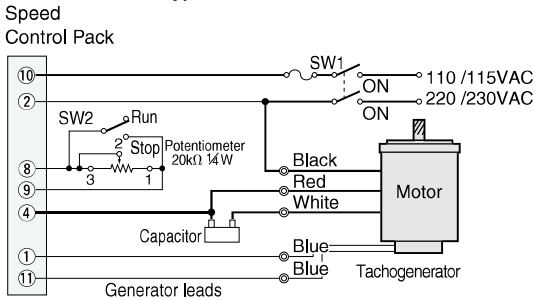 Speed
Control Pack
10
SW1
ON
110 /115VAC
2
ON
220 /230VAC
SW2
Run
2
Stop
Potentiometer
20kΩ ¼W
8
3
1
Black
9
Red
Motor
4
White
Capacitor
1
Blue
11
Blue
Tachogenerator
Generator leads